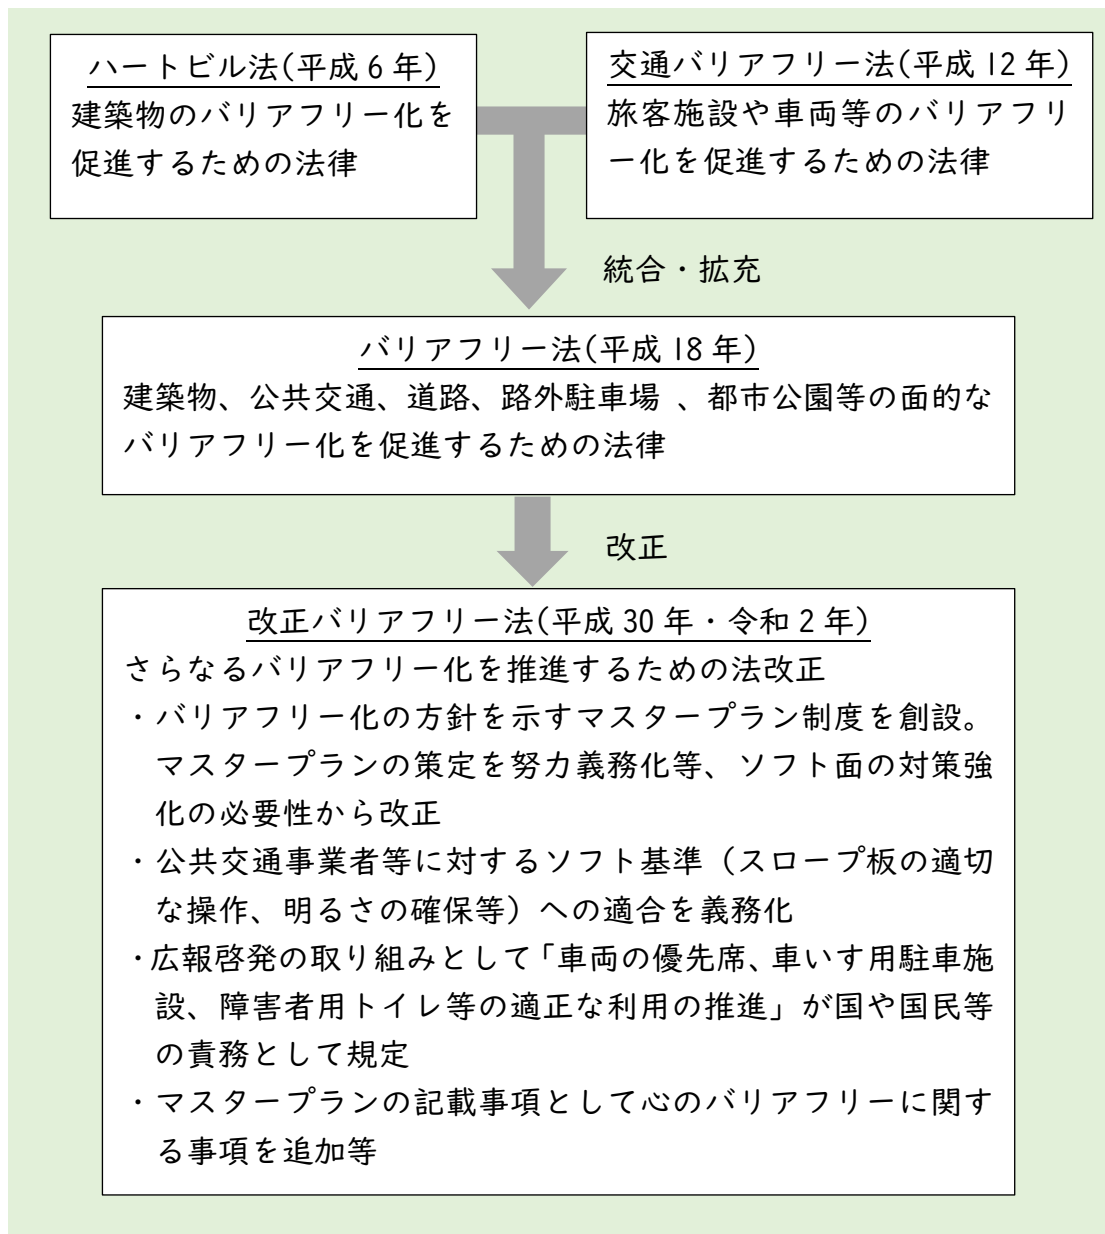 ハートビル法(平成6年)
建築物のバリアフリー化を
促進するための法律
交通バリアフリー法(平成12年)
旅客施設や車両等のバリアフリ
ー化を促進するための法律
統合・拡充
バリアフリー法(平成18年)
建築物、公共交通、道路、路外駐車場 、都市公園等の面的な
バリアフリー化を促進するための法律
改正
改正バリアフリー法(平成30年・令和2年)
さらなるバリアフリー化を推進するための法改正
・バリアフリー化の方針を示すマスタープラン制度を創設。
マスタープランの策定を努力義務化等、ソフト面の対策強
化の必要性から改正
・公共交通事業者等に対するソフト基準（スロープ板の適切
な操作、明るさの確保等）への適合を義務化
・広報啓発の取り組みとして「車両の優先席、車いす用駐車施
設、障害者用トイレ等の適正な利用の推進」が国や国民等
の責務として規定
・マスタープランの記載事項として心のバリアフリーに関す
る事項を追加等